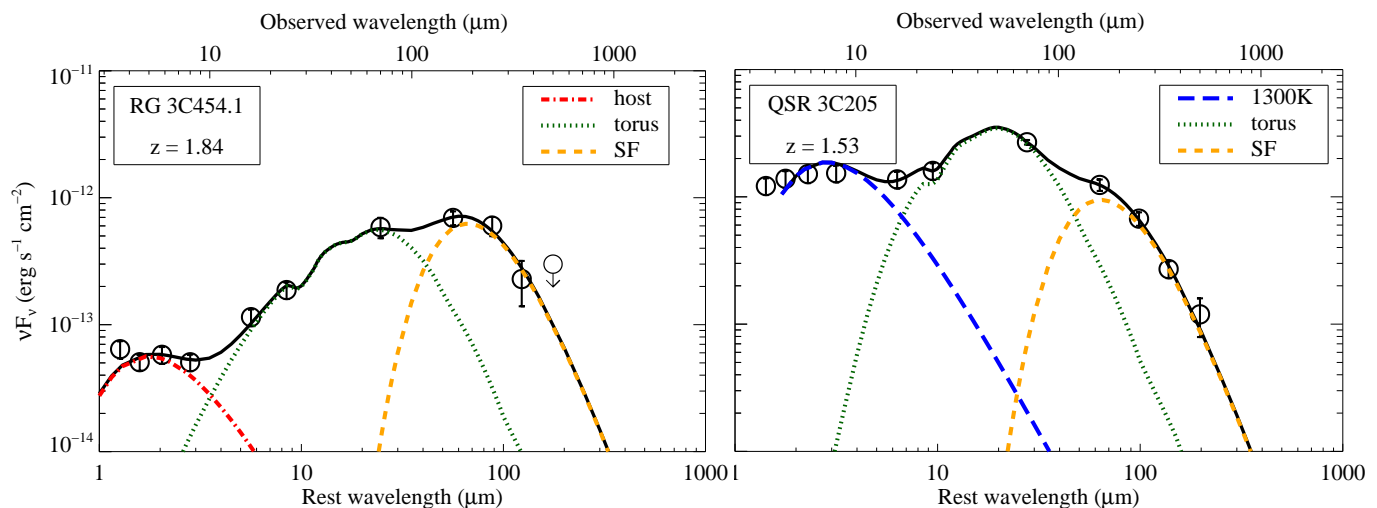 Observed wavelength (μm)
10 100 1000
10⁻¹¹
10⁻¹²
10⁻¹³
10⁻¹⁴
νFν (erg s⁻¹ cm⁻²)
RG 3C454.1
z = 1.84
host
torus
SF
1 10 100 1000
Rest wavelength (μm)
Observed wavelength (μm)
10 100 1000
QSR 3C205
z = 1.53
1300K
torus
SF
1 10 100 1000
Rest wavelength (μm)